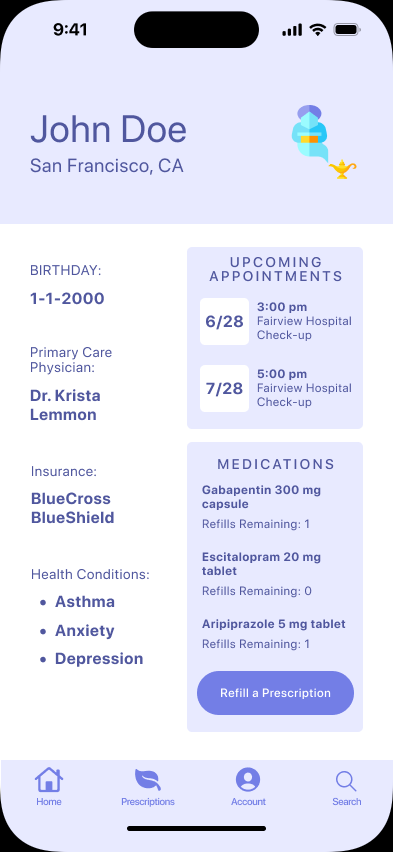 9:41
John Doe
San Francisco, CA
BIRTHDAY:
1-1-2000
Primary Care
Physician:
Dr. Krista
Lemmon
Insurance:
BlueCross
BlueShield
Health Conditions:
• Asthma
• Anxiety
• Depression
UPCOMING
APPOINTMENTS
6/28
3:00 pm
Fairview Hospital
Check-up
7/28
5:00 pm
Fairview Hospital
Check-up
MEDICATIONS
Gabapentin 300 mg
capsule
Refills Remaining: 1
Escitalopram 20 mg
tablet
Refills Remaining: 0
Aripiprazole 5 mg tablet
Refills Remaining: 1
Refill a Prescription
Home
Prescriptions
Account
Search